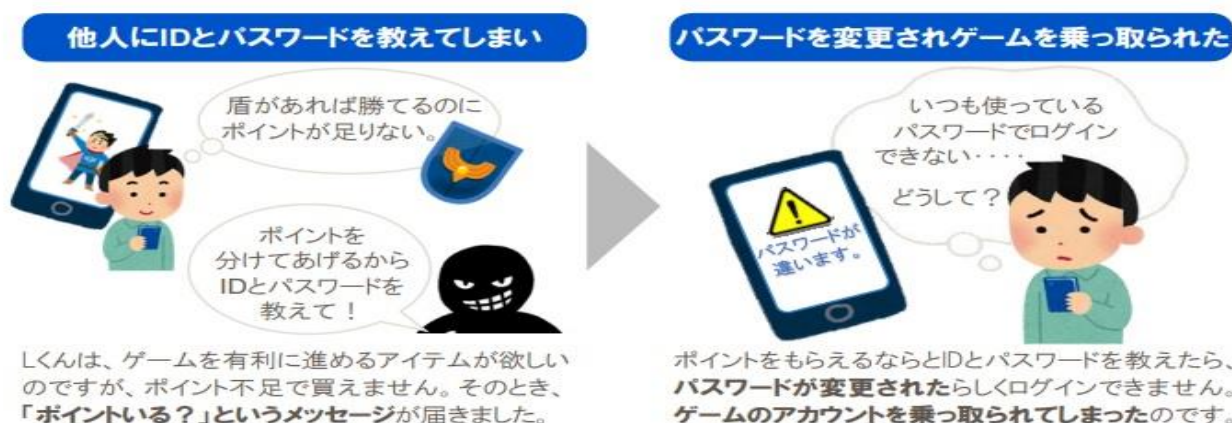 他人にIDとパスワードを教えてしまい
盾があれば勝てるのに
ポイントが足りない。
ポイントを
分けてあげるから
IDとパスワードを
教えて！
Lくんは、ゲームを有利に進めるアイテムが欲しい
のですが、ポイント不足で買えません。そのとき、
「ポイントいる？」というメッセージが届きました。
パスワードを変更されゲームを乗っ取られた
いつも使っている
パスワードでログイン
できない・・・・
どうして？
パスワードが
違います。
ポイントをもらえるならとIDとパスワードを教えたら、
パスワードが変更されたらしくログインできません。
ゲームのアカウントを乗っ取られてしまったのです。